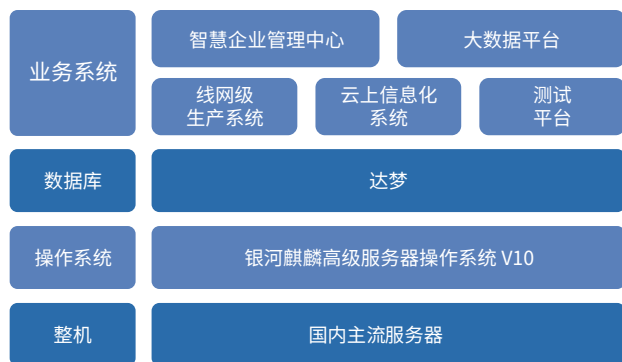 业务系统
智慧企业管理中心
大数据平台
线网级
生产系统
云上信息化
系统
测试
平台
数据库
达梦
操作系统
银河麒麟高级服务器操作系统 V10
整机
国内主流服务器